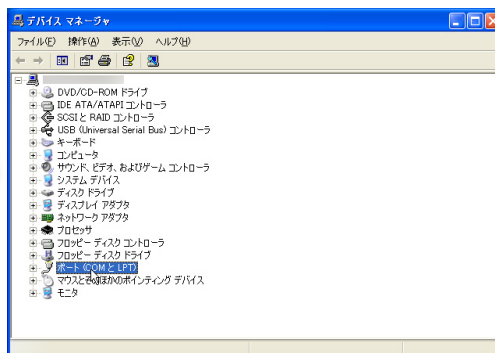 デバイス マネージャ
ファイル(F) 操作(A) 表示(V) ヘルプ(H)
DVD/CD-ROM ドライブ
IDE ATA/ATAPI コントローラ
SCSI と RAID コントローラ
USB (Universal Serial Bus) コントローラ
キーボード
コンピュータ
サウンド、ビデオ、およびゲーム コントローラ
システム デバイス
ディスク ドライブ
ディスプレイ アダプタ
ネットワーク アダプタ
プロセッサ
フロッピー ディスク コントローラ
フロッピー ディスク ドライブ
ポート (COM と LPT)
マウスとそのほかのポインティング デバイス
モニタ